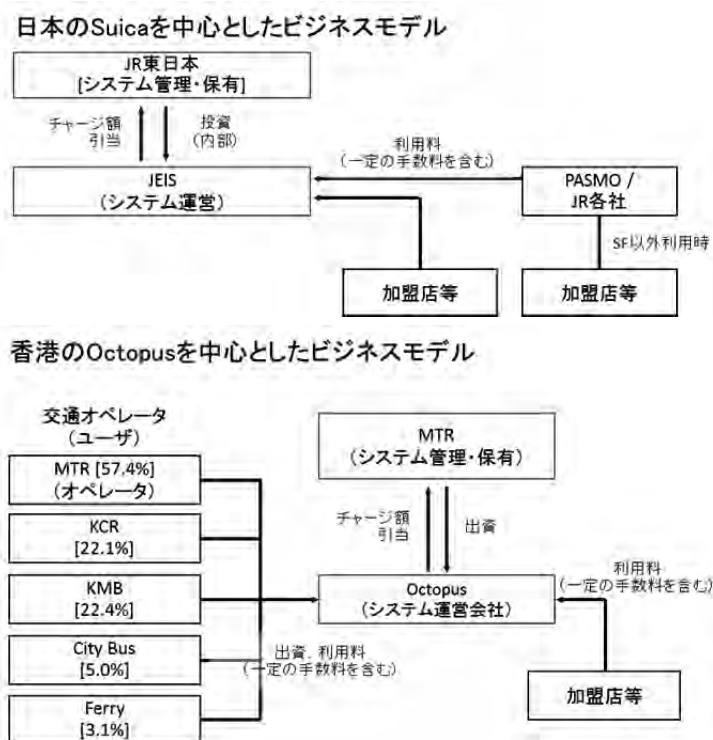 日本のSuicaを中心としたビジネスモデル
JR東日本
[システム管理・保有]
チャージ額
引当
投資
(内部)
利用料
(一定の手数料を含む)
JEIS
(システム運営)
PASMO /
JR各社
SF以外利用時
加盟店等
加盟店等
香港のOctopusを中心としたビジネスモデル
交通オペレータ
(ユーザ)
MTR [57.4%]
(オペレータ)
KCR
[22.1%]
KMB
[22.4%]
City Bus
[5.0%]
Ferry
[3.1%]
MTR
(システム管理・保有)
チャージ額
引当
出資
Octopus
(システム運営会社)
利用料
(一定の手数料を含む)
出資、利用料
(一定の手数料を含む)
加盟店等